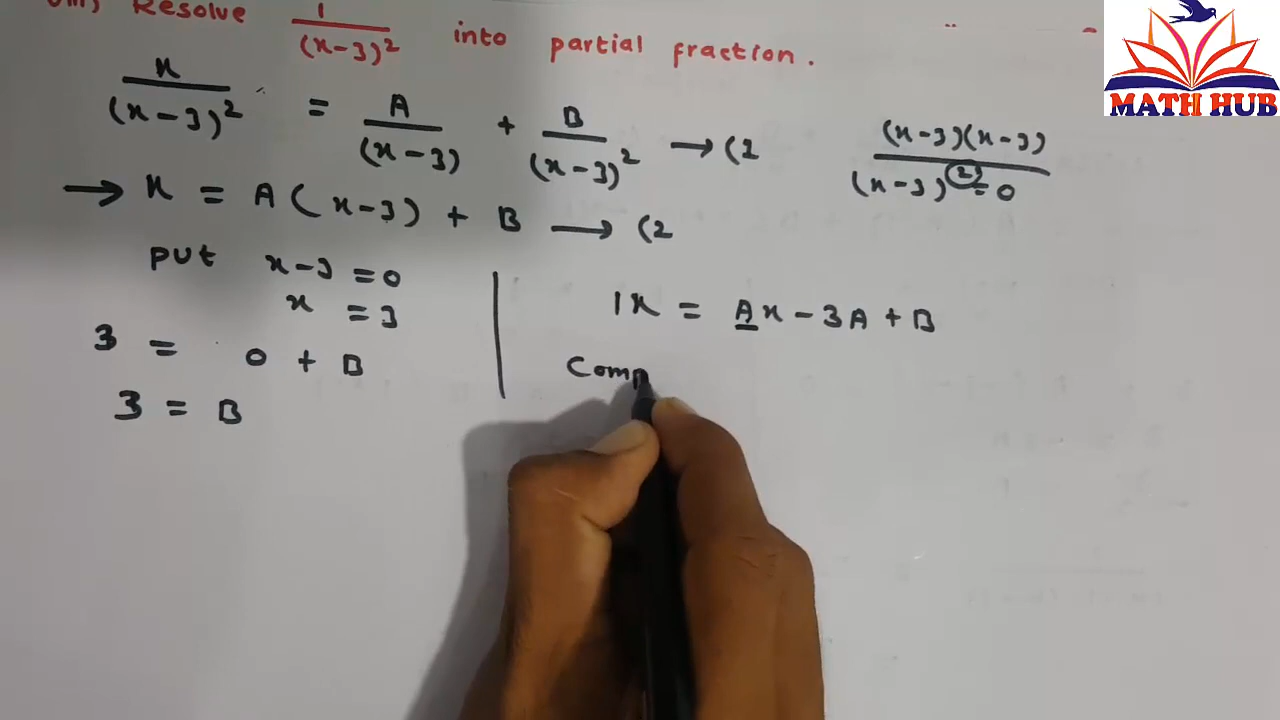 Resolve 1/(x-3)² into partial fraction.
MATH HUB
x/(x-3)² = A/(x-3) + B/(x-3)² → (2
(x-3)(x-3)/(x-3)² = 0
→ x = A(x-3) + B → (2
put x-3 = 0
x = 3
3 = 0 + B
3 = B
1x = Ax - 3A + B
Comp